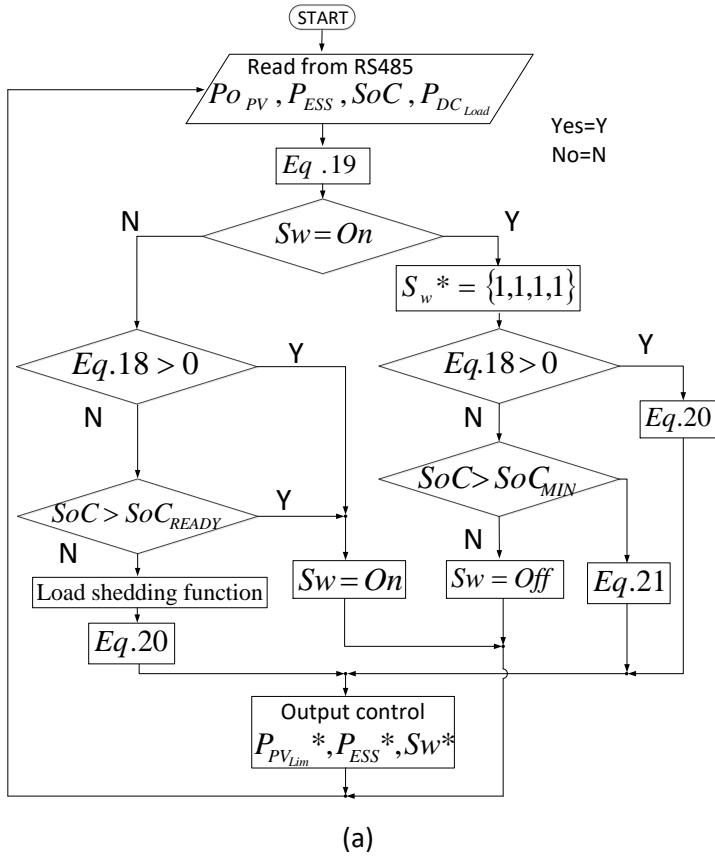 START
Read from RS485
Po_PV , P_ESS , SoC , P_DC_Load
Yes=Y
No=N
Eq .19
N
Sw = On
Y
S_w* = {1,1,1,1}
Eq.18 > 0
Y
N
Eq.18 > 0
Y
N
Eq.20
SoC > SoC_READY
Y
N
SoC > SoC_MIN
N
Load shedding function
Sw = On
Sw = Off
Eq.21
Eq.20
Output control
P_PV_Lim*, P_ESS*, Sw*
(a)